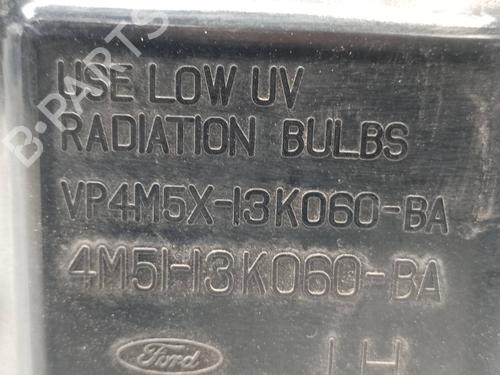 B-PARTS
USE LOW UV
RADIATION BULBS
VP4M5X-13K060-BA
4M51-13K060-BA
Ford
LH